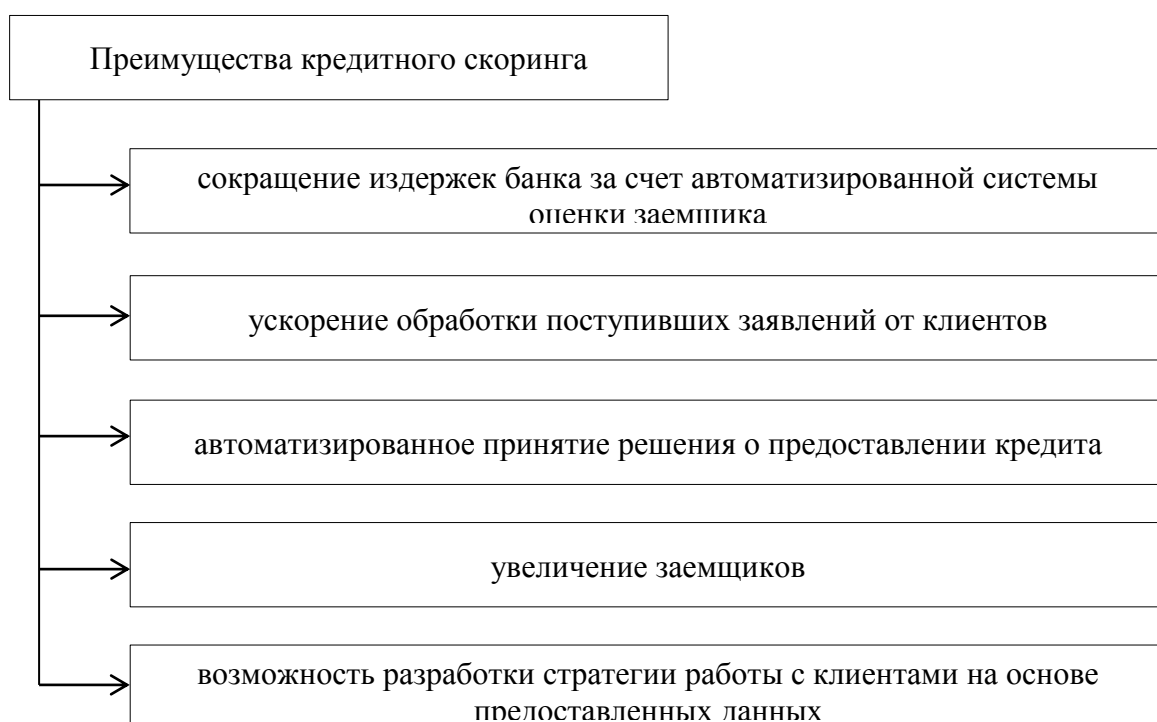 Преимущества кредитного скоринга
сокращение издержек банка за счет автоматизированной системы
оценки заемщика
ускорение обработки поступивших заявлений от клиентов
автоматизированное принятие решения о предоставлении кредита
увеличение заемщиков
возможность разработки стратегии работы с клиентами на основе
предоставленных данных